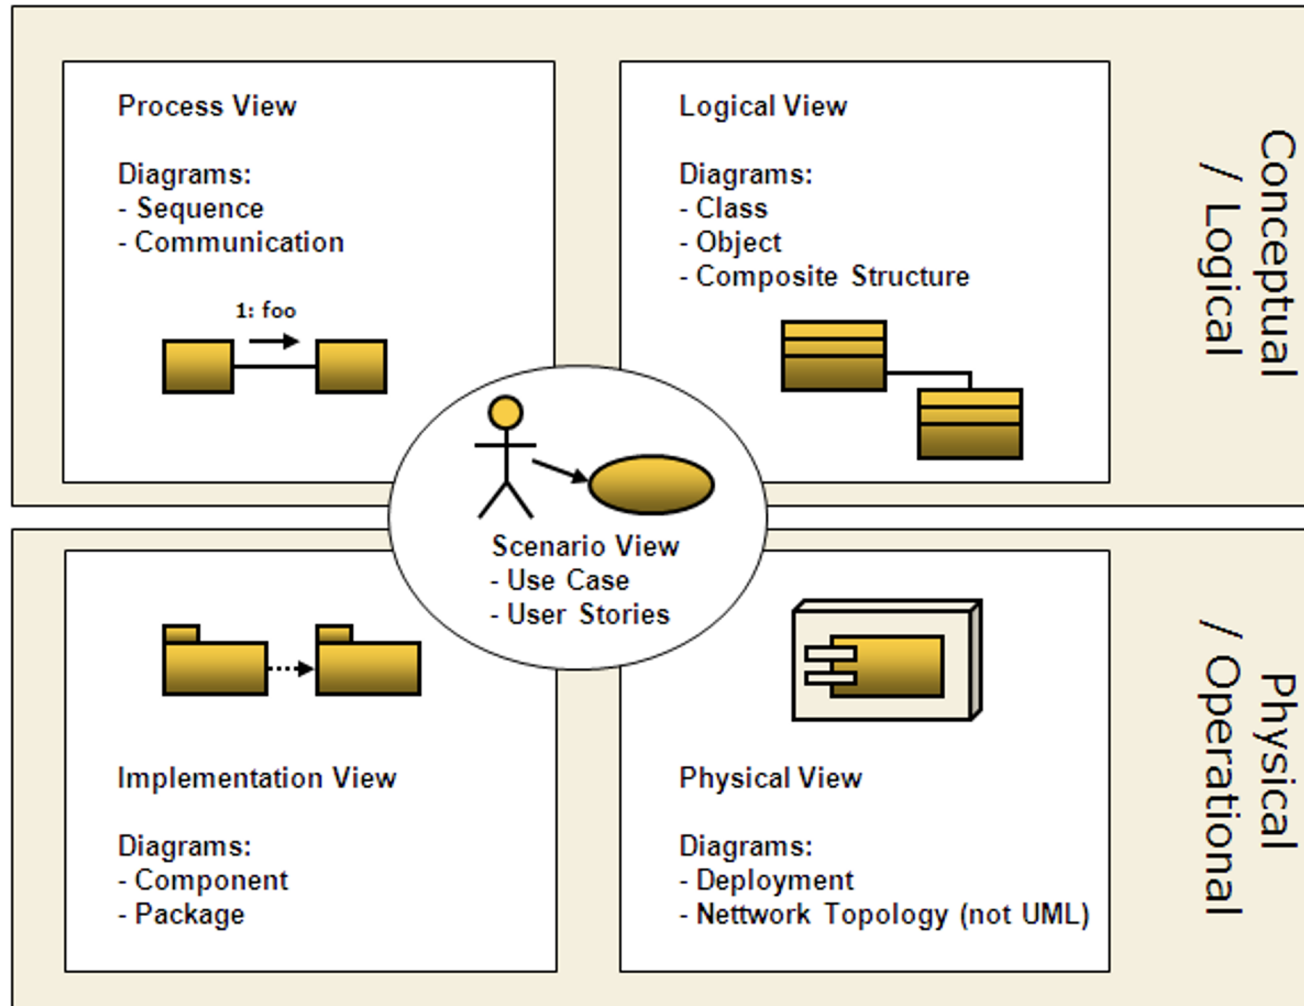 Process View
Diagrams:
- Sequence
- Communication
1: foo
Logical View
Diagrams:
- Class
- Object
- Composite Structure
Conceptual
/ Logical
Scenario View
- Use Case
- User Stories
Implementation View
Diagrams:
- Component
- Package
Physical View
Diagrams:
- Deployment
- Nettwork Topology (not UML)
Physical
/ Operational